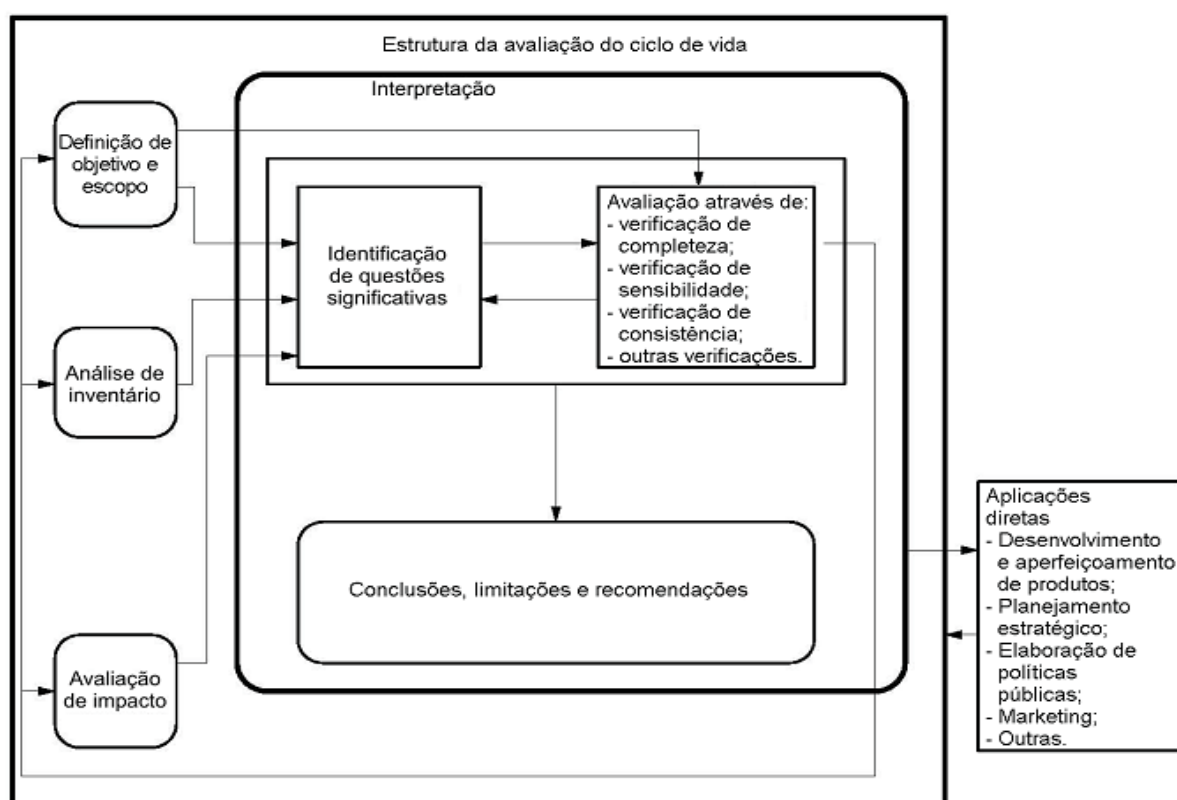 Estrutura da avaliação do ciclo de vida
Interpretação
Definição de
objetivo e
escopo
Identificação
de questões
significativas
Avaliação através de:
- verificação de
completeza;
- verificação de
sensibilidade;
- verificação de
consistência;
- outras verificações.
Análise de
inventário
Avaliação
de impacto
Conclusões, limitações e recomendações
Aplicações
diretas
- Desenvolvimento
e aperfeiçoamento
de produtos;
- Planejamento
estratégico;
- Elaboração de
políticas
públicas;
- Marketing;
- Outras.